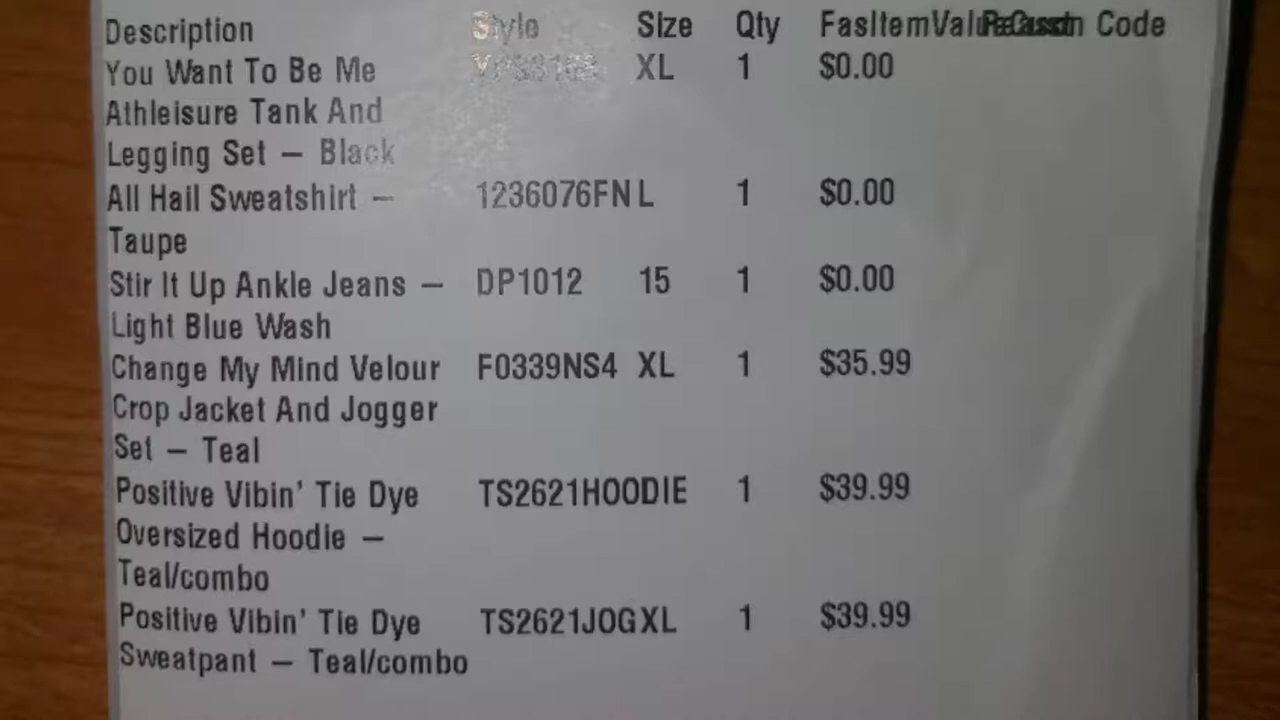 Description Style Size Qty FasItemValue Reason Code
You Want To Be Me XL 1 $0.00
Athleisure Tank And
Legging Set – Black
All Hail Sweatshirt – 1236076FN L 1 $0.00
Taupe
Stir It Up Ankle Jeans – DP1012 15 1 $0.00
Light Blue Wash
Change My Mind Velour F0339NS4 XL 1 $35.99
Crop Jacket And Jogger
Set – Teal
Positive Vibin' Tie Dye TS2621HOODIE 1 $39.99
Oversized Hoodie –
Teal/combo
Positive Vibin' Tie Dye TS2621JOGXL 1 $39.99
Sweatpant – Teal/combo